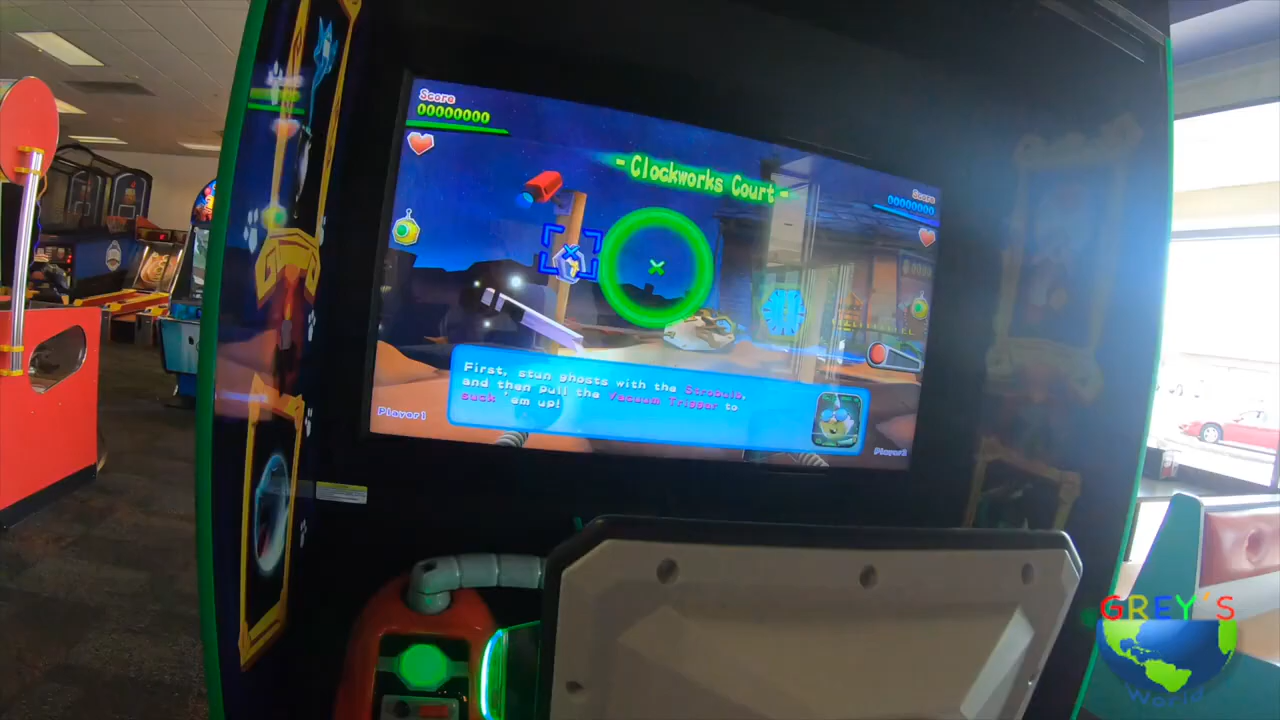 Score
00000000
-Clockworks Court-
Score
00000000
First, stun ghosts with the Strobulb,
and then pull the Vacuum Trigger to
suck 'em up!
Player1
Player2
GREY'S
World